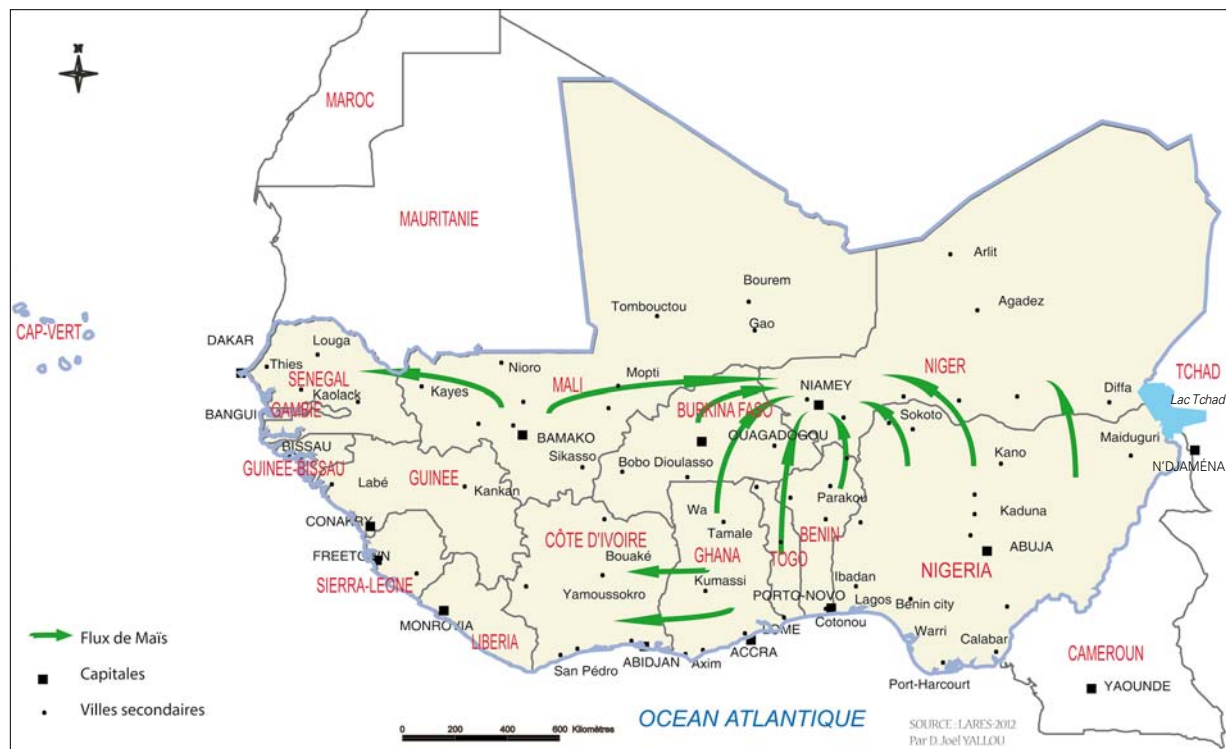 N
MAROC
MAURITANIE
Arlit
Bourem
Agadez
Tombouctou
Gao
CAP-VERT
DAKAR
Louga
Thies
Nioro
SENEGAL
Kayes
MALI
Mopti
NIAMEY
NIGER
Diffa
TCHAD
Lac Tchad
Kaolack
GAMBIE
BANGUI
BURKINA FASO
Sokoto
OUAGADOGOU
BAMAKO
Maiduguri
BISSAU
Sikasso
Kano
N'DJAMÉNA
GUINEE-BISSAU
Labé
GUINEE
Bobo Dioulasso
Kankan
Parakou
Wa
Kaduna
CONAKRY
Tamale
BENIN
CÔTE D'IVOIRE
ABUJA
FREETOWN
Bouaké
GHANA
TOGO
SIERRA-LEONE
Kumassi
Ibadan
NIGERIA
Yamoussokro
PORTO-NOVO
Lagos
Benin city
MONROVIA
Cotonou
LOME
Warri
LIBERIA
ACCRA
Calabar
CAMEROUN
San Pédro
ABIDJAN
Axim
Port-Harcourt
YAOUNDE
Flux de Maïs
Capitales
Villes secondaires
0 200 400 600 Kilomètres
OCEAN ATLANTIQUE
SOURCE : LARES-2012
Par D. Joël YALLOU